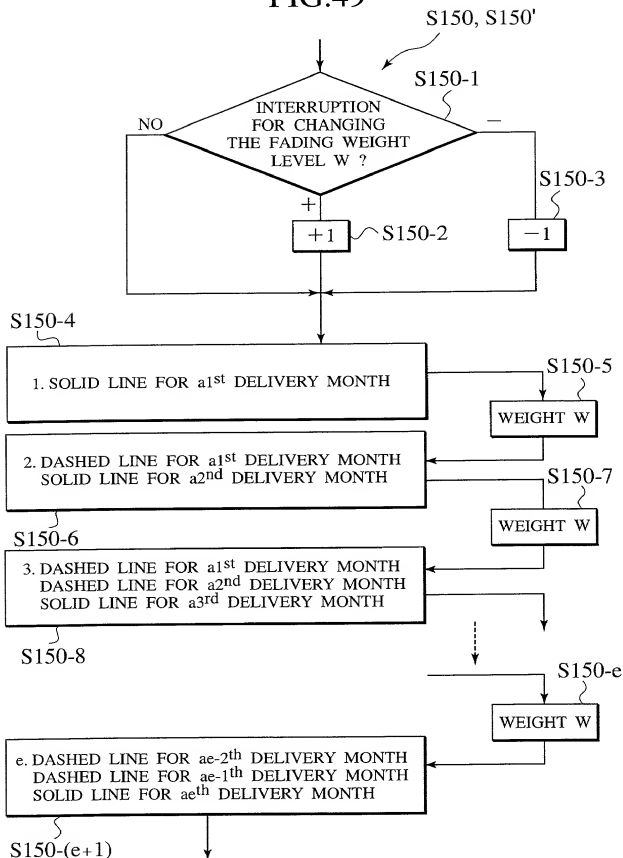 FIG.49
S150, S150'
S150-1
INTERRUPTION
FOR CHANGING
THE FADING WEIGHT
LEVEL W ?
NO
−
+
S150-3
+1
S150-2
−1
S150-4
1. SOLID LINE FOR a1st DELIVERY MONTH
S150-5
WEIGHT W
2. DASHED LINE FOR a1st DELIVERY MONTH
SOLID LINE FOR a2nd DELIVERY MONTH
S150-7
WEIGHT W
S150-6
3. DASHED LINE FOR a1st DELIVERY MONTH
DASHED LINE FOR a2nd DELIVERY MONTH
SOLID LINE FOR a3rd DELIVERY MONTH
S150-8
S150-e
WEIGHT W
e. DASHED LINE FOR ae-2th DELIVERY MONTH
DASHED LINE FOR ae-1th DELIVERY MONTH
SOLID LINE FOR aeth DELIVERY MONTH
S150-(e+1)